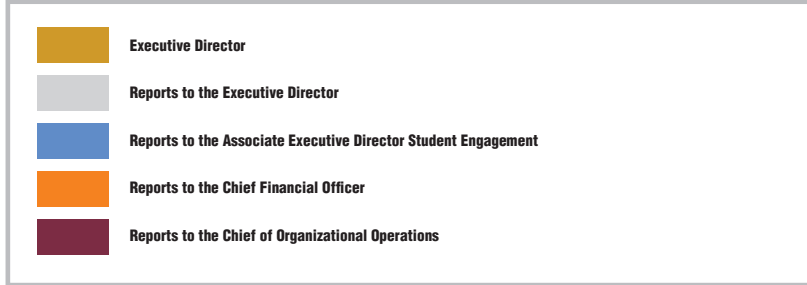 Executive Director
Reports to the Executive Director
Reports to the Associate Executive Director Student Engagement
Reports to the Chief Financial Officer
Reports to the Chief of Organizational Operations